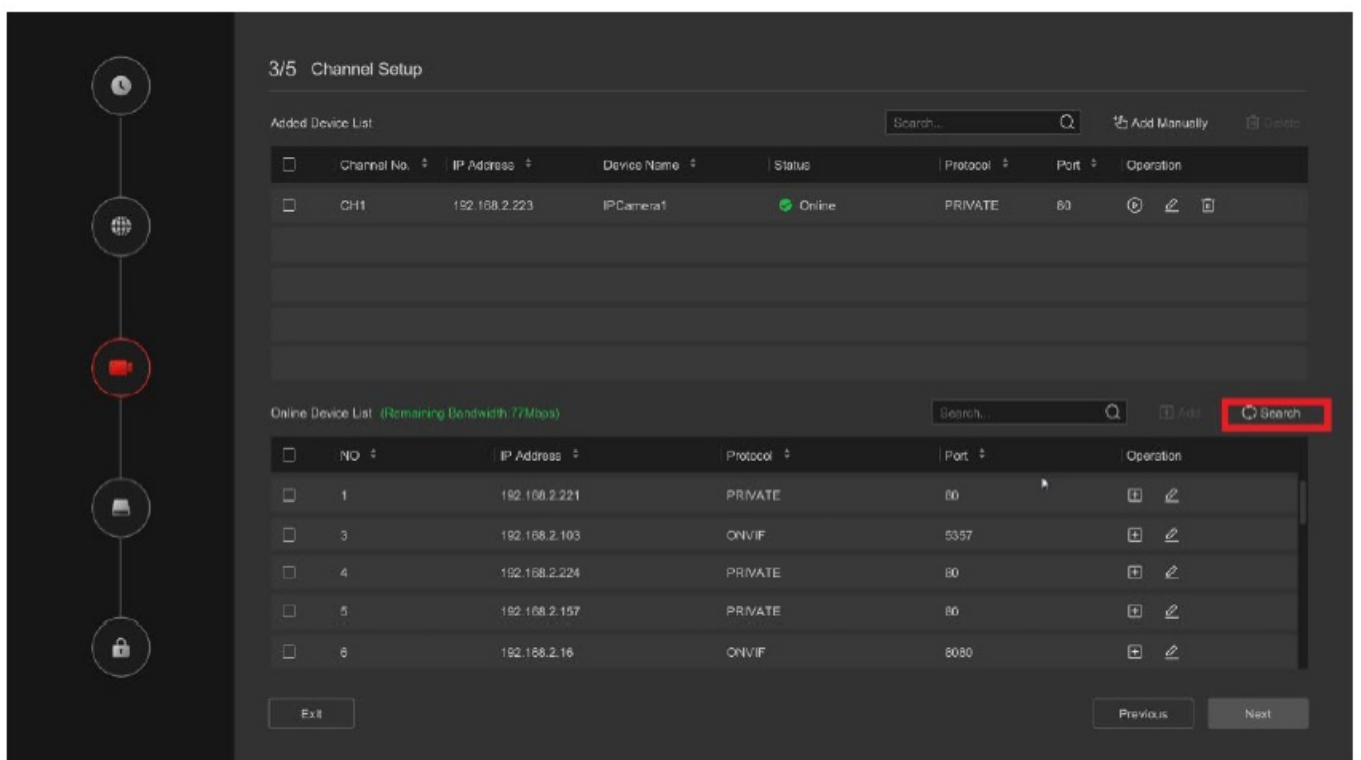 3/5 Channel Setup
Added Device List Search... Add Manually Delete
Channel No. IP Address Device Name Status Protocol Port Operation
CH1 192.168.2.223 IPCamera1 Online PRIVATE 80
Online Device List (Remaining Bandwidth:77Mbps) Search... Add Search
NO IP Address Protocol Port Operation
1 192.168.2.221 PRIVATE 80
3 192.168.2.103 ONVIF 5357
4 192.168.2.224 PRIVATE 80
5 192.168.2.157 PRIVATE 80
6 192.168.2.16 ONVIF 8080
Exit Previous Next